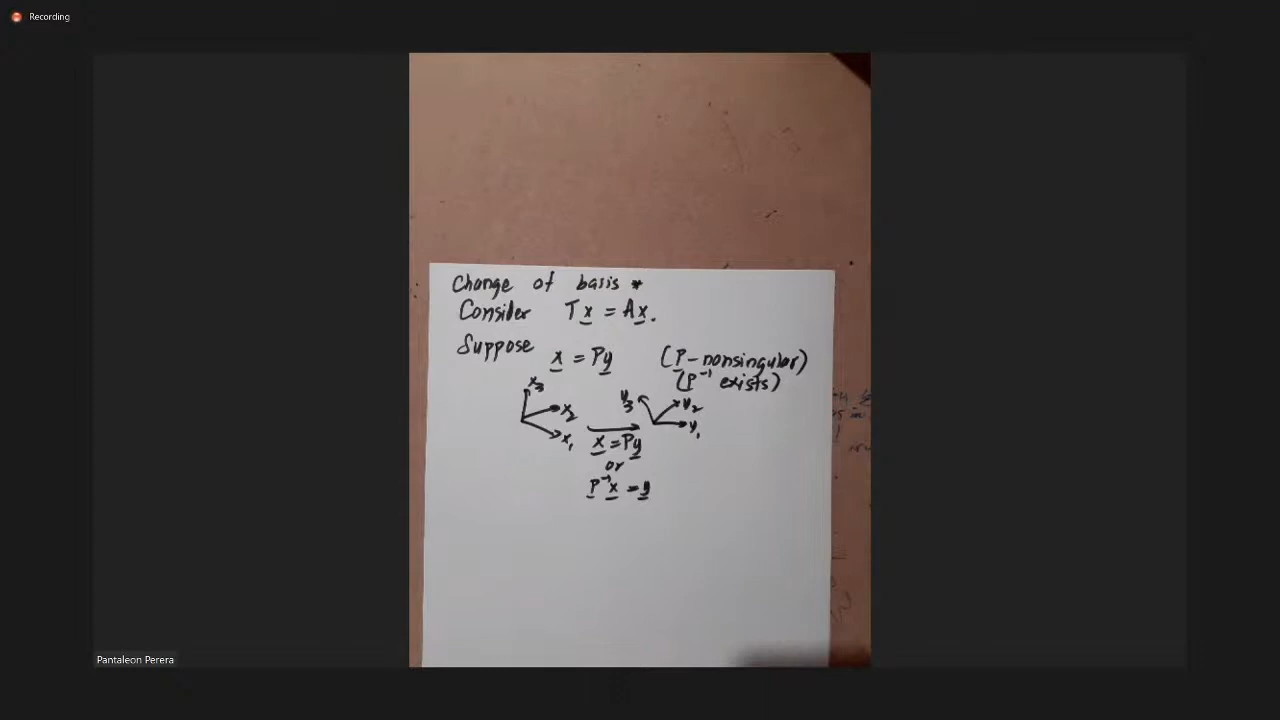 Recording
Change of basis *
Consider Tx = Ax.
Suppose x = Py (P-nonsingular)
(P⁻¹ exists)
x₃ x₂ x₁
y₃ y₂ y₁
x = Py
or
P⁻¹x = y
Pantaleon Perera